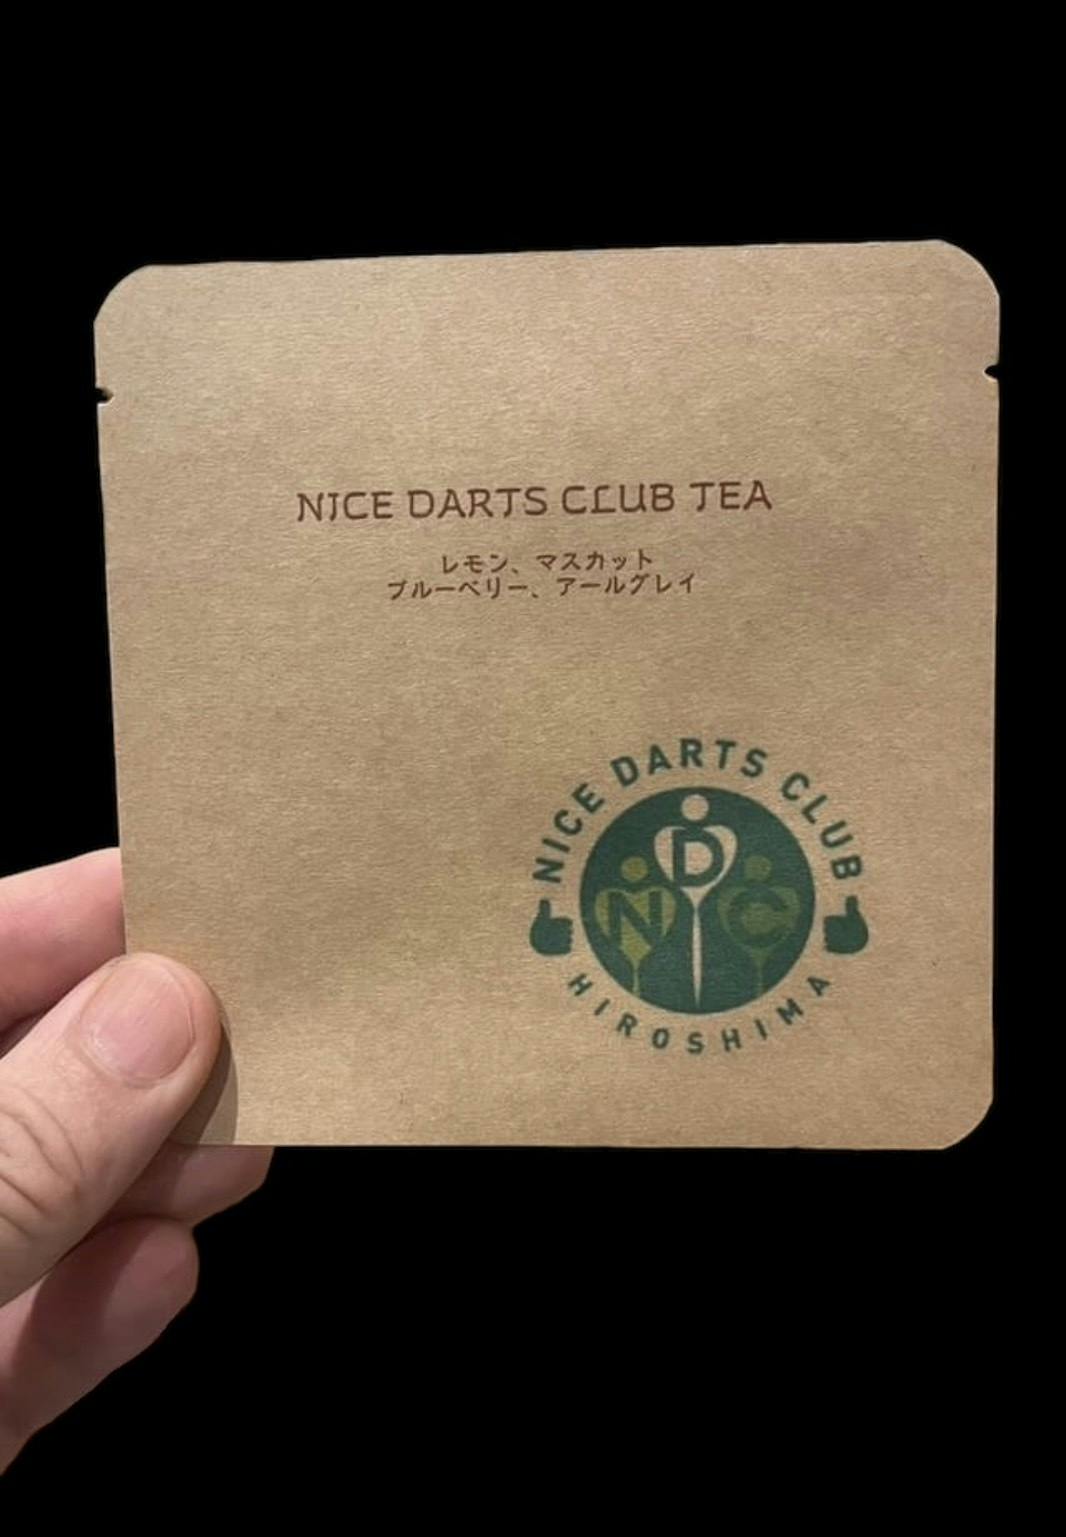 NICE DARTS CLUB TEA
レモン、マスカット
ブルーベリー、アールグレイ
NICE DARTS CLUB
N D C
HIROSHIMA